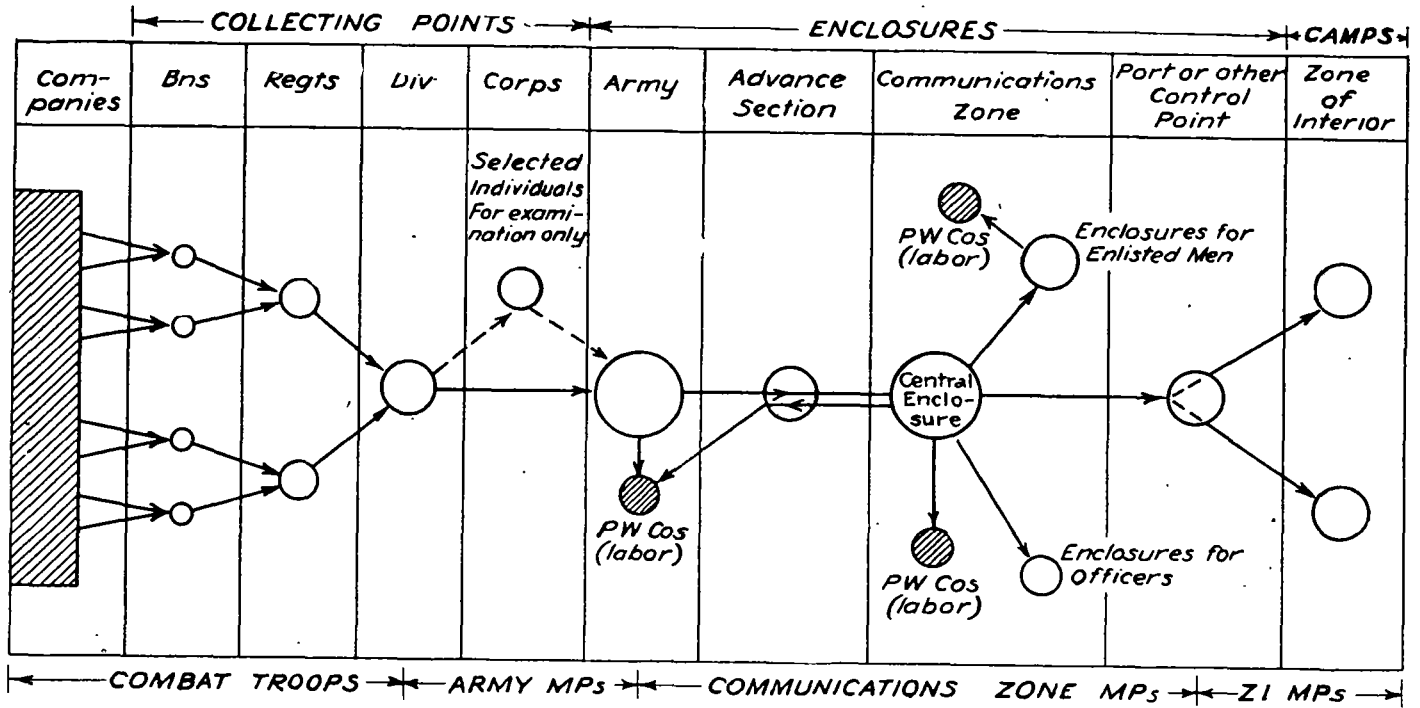 COLLECTING POINTS
ENCLOSURES
CAMPS
Com-
panies
Bns
Regts
Div
Corps
Army
Advance
Section
Communications
Zone
Port or other
Control
Point
Zone
of
Interior
Selected
Individuals
For exami-
nation only
PW Cos
(labor)
Enclosures for
Enlisted Men
Central
Enclo-
sure
PW Cos
(labor)
PW Cos
(labor)
Enclosures for
Officers
COMBAT TROOPS
ARMY MPs
COMMUNICATIONS ZONE MPs
ZI MPs